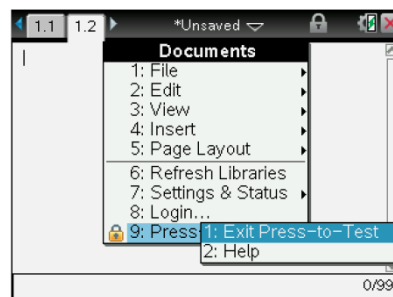 1.1 1.2 *Unsaved
Documents
1: File
2: Edit
3: View
4: Insert
5: Page Layout
6: Refresh Libraries
7: Settings & Status
8: Login...
9: Press-
1: Exit Press-to-Test
2: Help
0/99